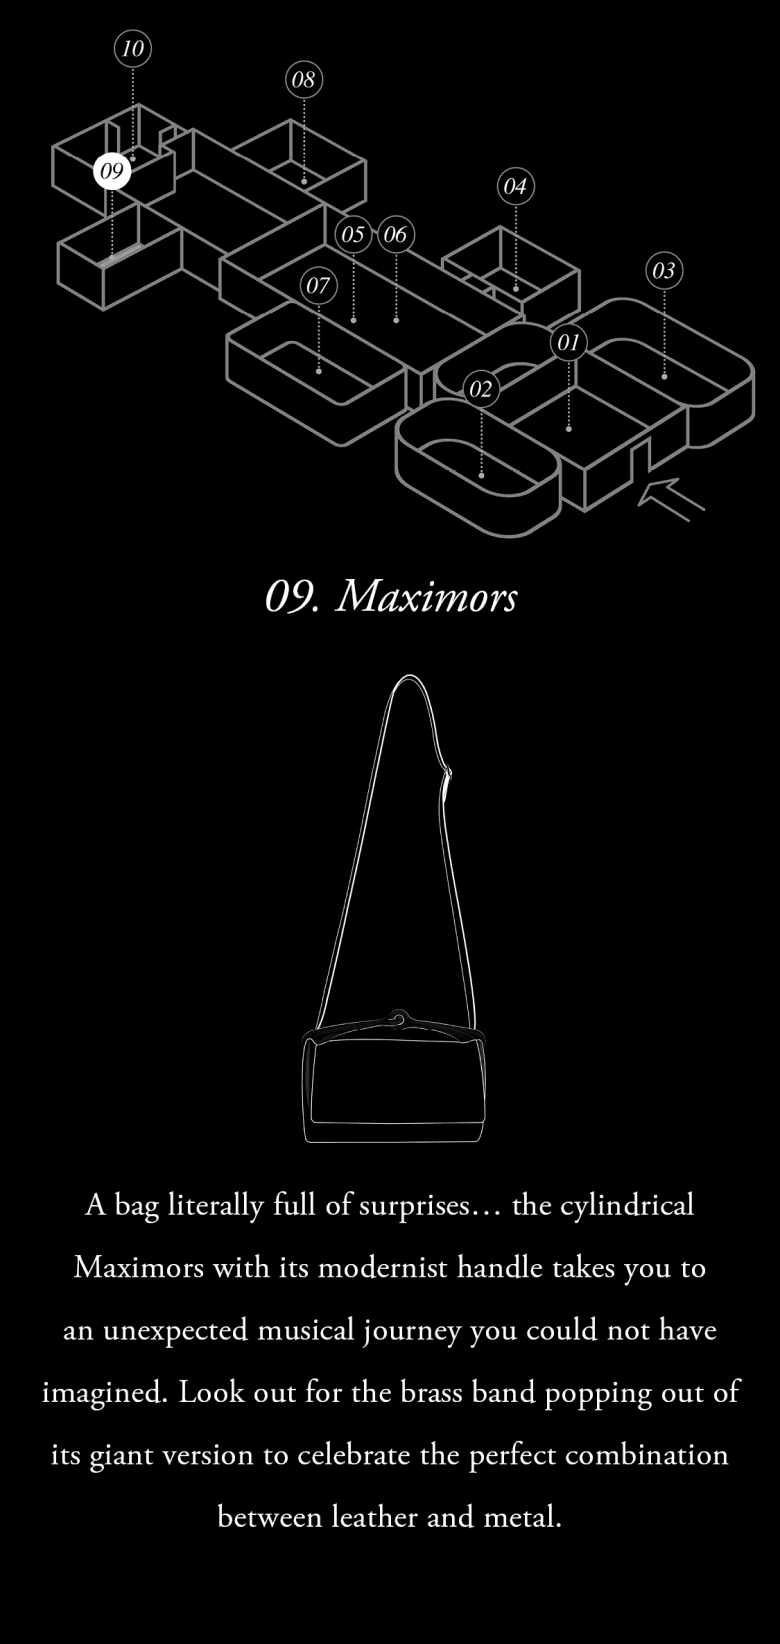 10
08
09
04
05 06
03
07
01
02
09. Maximors
A bag literally full of surprises… the cylindrical
Maximors with its modernist handle takes you to
an unexpected musical journey you could not have
imagined. Look out for the brass band popping out of
its giant version to celebrate the perfect combination
between leather and metal.